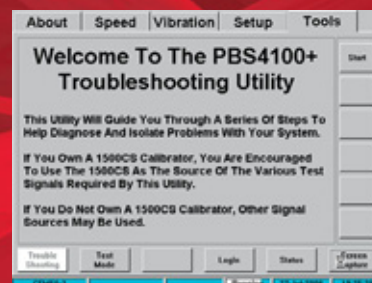 About Speed Vibration Setup Tools
Welcome To The PBS4100+
Troubleshooting Utility
Start
This Utility Will Guide You Through A Series Of Steps To
Help Diagnose And Isolate Problems With Your System.
If You Own A 1500CS Calibrator, You Are Encouraged
To Use The 1500CS As The Source Of The Various Test
Signals Required By This Utility.
If You Do Not Own A 1500CS Calibrator, Other Signal
Sources May Be Used.
Trouble Shooting
Test Mode
Login
Status
Screen Capture